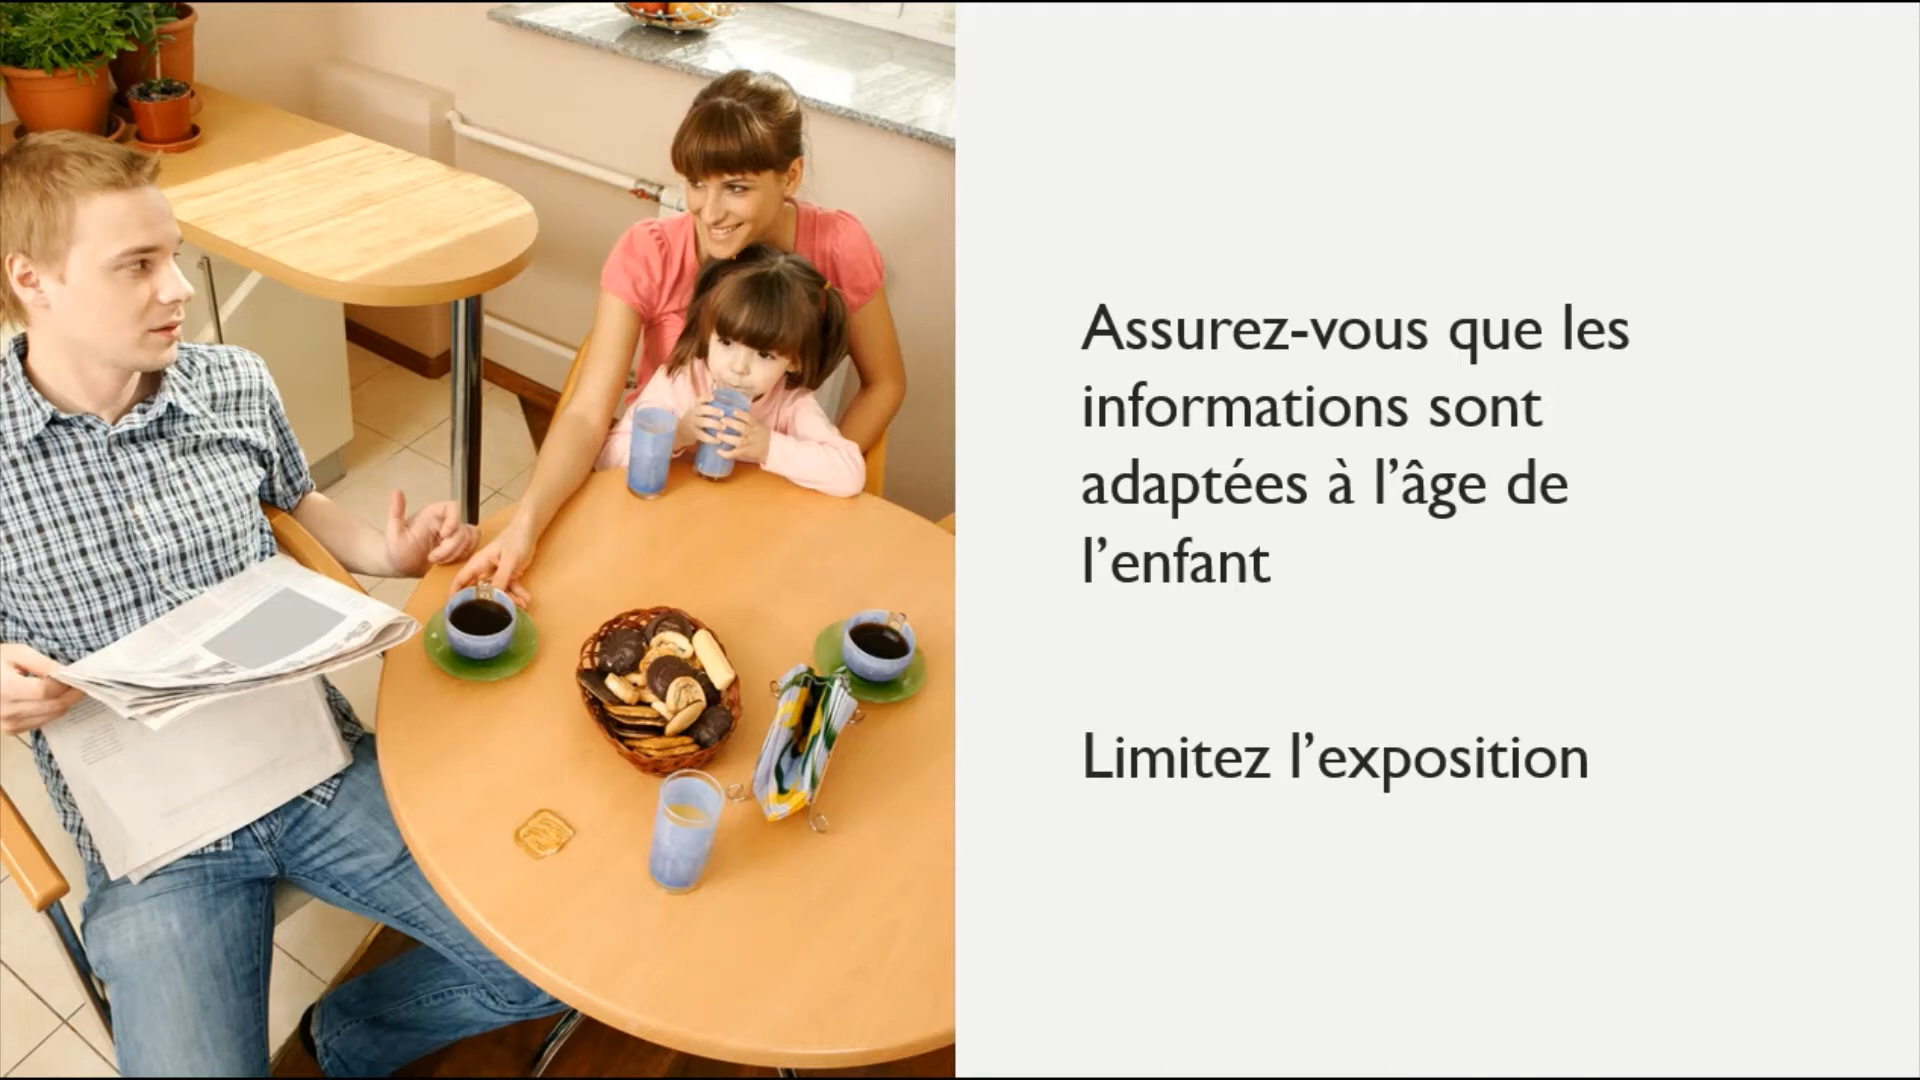 Assurez-vous que les
informations sont
adaptées à l’âge de
l’enfant
Limitez l’exposition